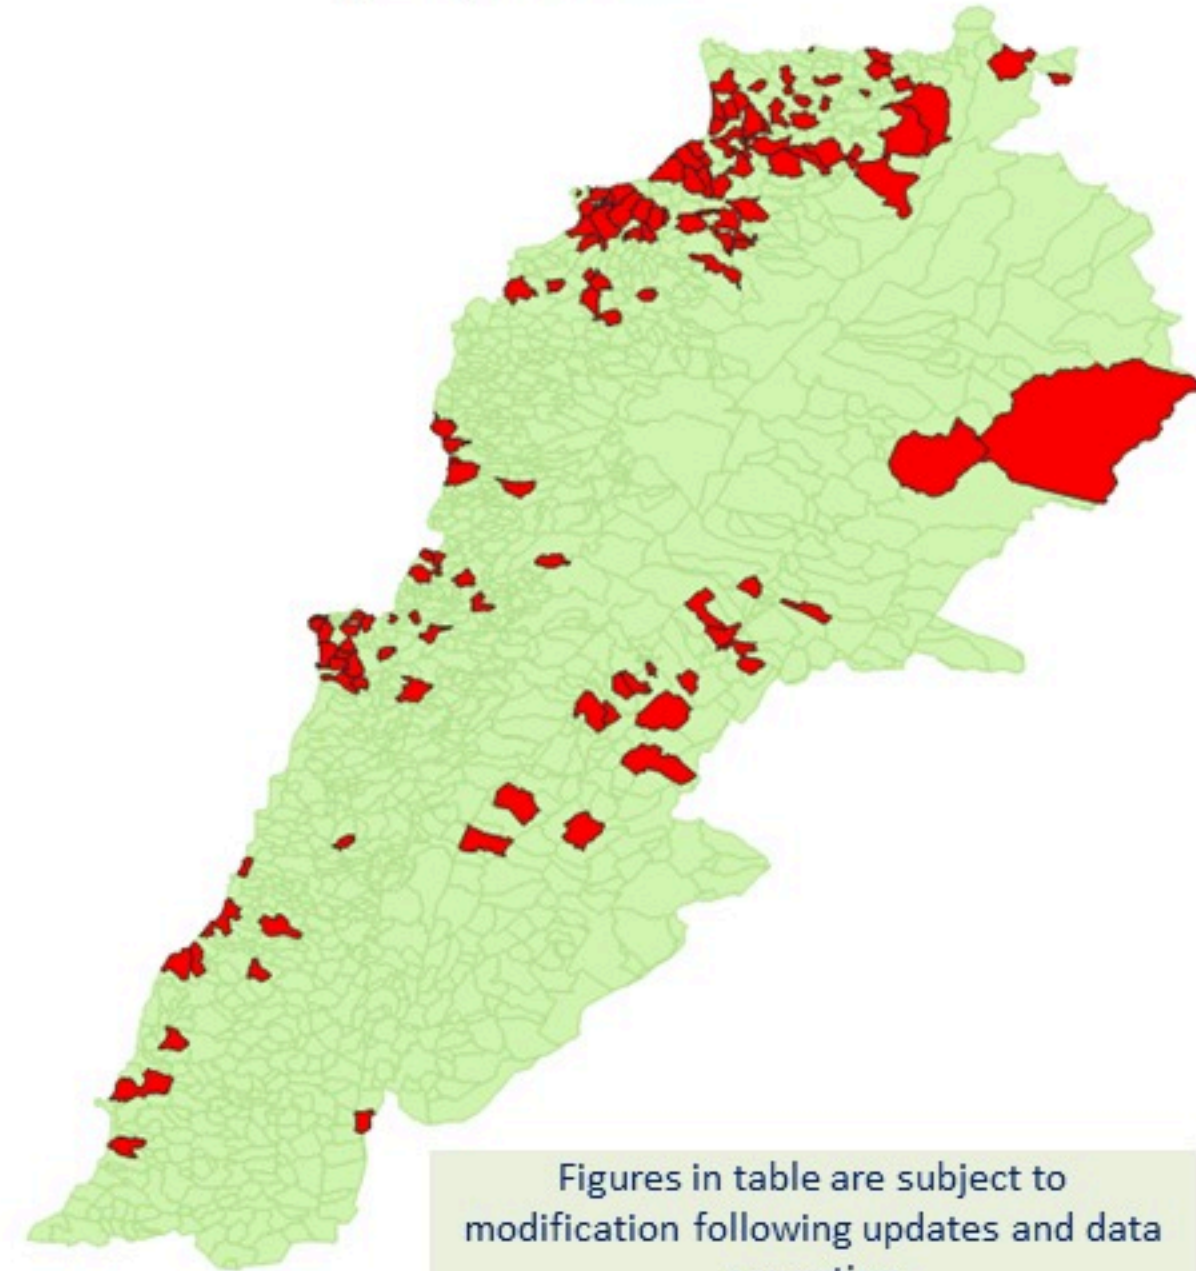 Figures in table are subject to
modification following updates and data